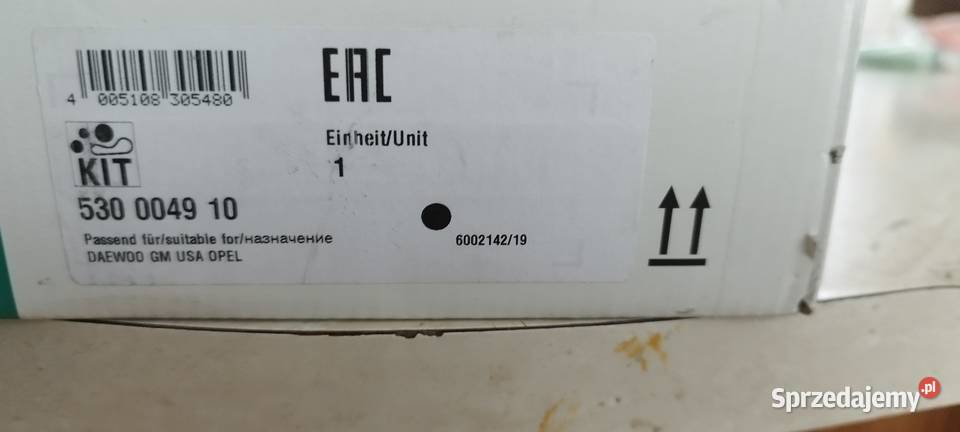 4 005108 305480
EAC
KIT
Einheit/Unit
1
530 0049 10
Passend für/suitable for/назначение
DAEWOO GM USA OPEL
6002142/19
Sprzedajemy.pl